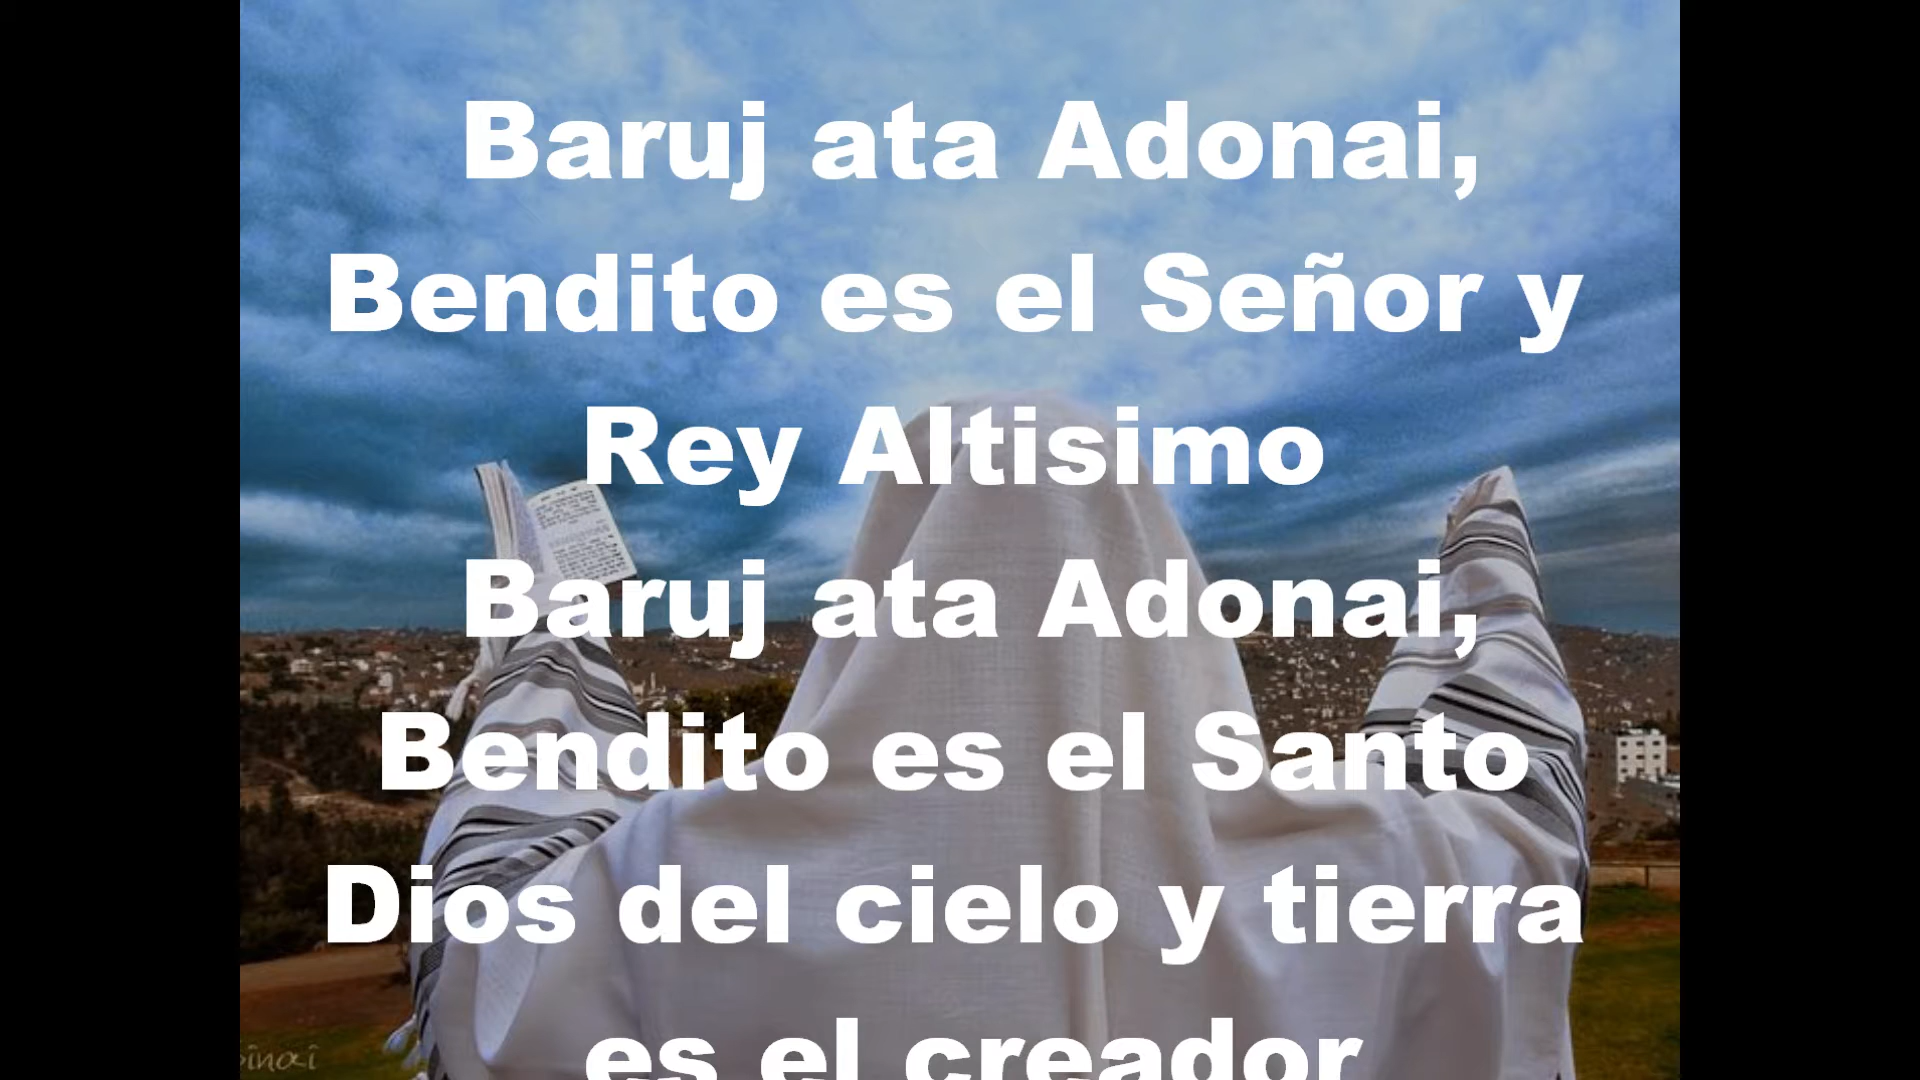 Baruj ata Adonai,
Bendito es el Señor y
Rey Altisimo
Baruj ata Adonai,
Bendito es el Santo
Dios del cielo y tierra
es el creador